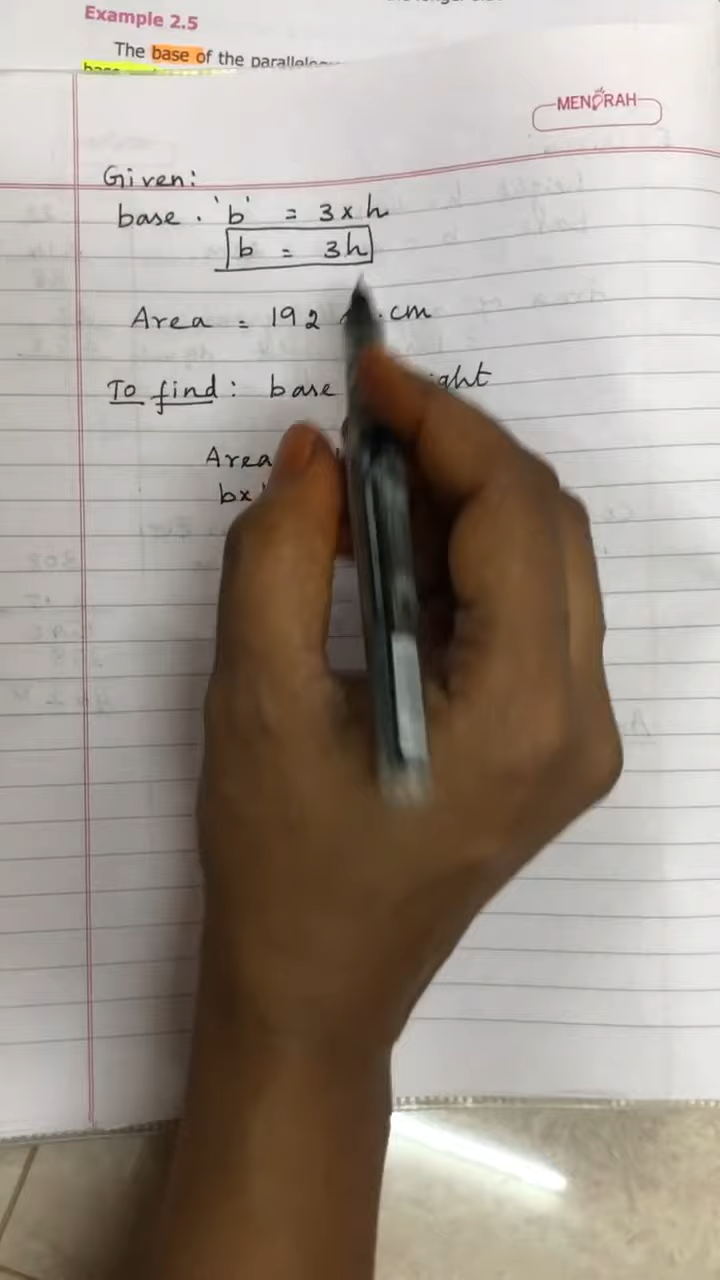 Example 2.5
The base of the
MENORAH
Given:
base. 'b' = 3 x h
b = 3h
Area = 192 . cm
To find: base
Area
bx